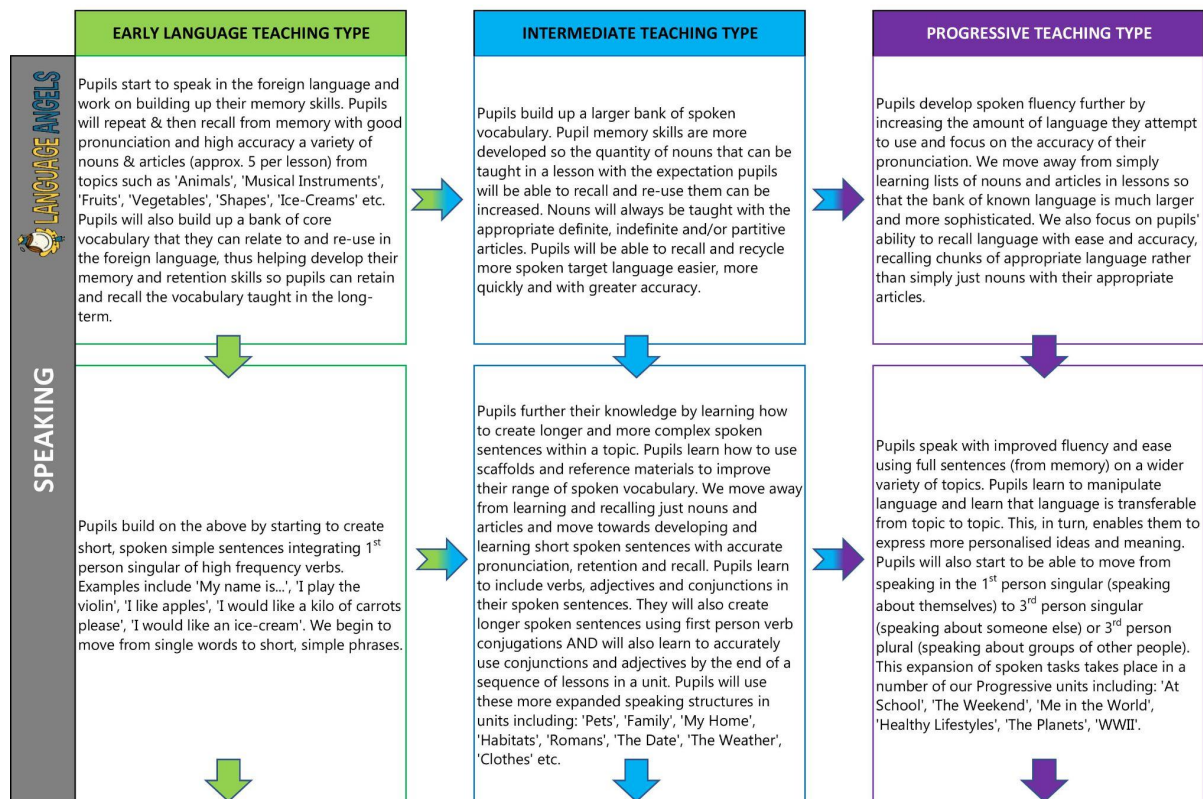 EARLY LANGUAGE TEACHING TYPE
INTERMEDIATE TEACHING TYPE
PROGRESSIVE TEACHING TYPE
LANGUAGE ANGELS
SPEAKING
Pupils start to speak in the foreign language and
work on building up their memory skills. Pupils
will repeat & then recall from memory with good
pronunciation and high accuracy a variety of
nouns & articles (approx. 5 per lesson) from
topics such as 'Animals', 'Musical Instruments',
'Fruits', 'Vegetables', 'Shapes', 'Ice-Creams' etc.
Pupils will also build up a bank of core
vocabulary that they can relate to and re-use in
the foreign language, thus helping develop their
memory and retention skills so pupils can retain
and recall the vocabulary taught in the long-
term.
Pupils build up a larger bank of spoken
vocabulary. Pupil memory skills are more
developed so the quantity of nouns that can be
taught in a lesson with the expectation pupils
will be able to recall and re-use them can be
increased. Nouns will always be taught with the
appropriate definite, indefinite and/or partitive
articles. Pupils will be able to recall and recycle
more spoken target language easier, more
quickly and with greater accuracy.
Pupils develop spoken fluency further by
increasing the amount of language they attempt
to use and focus on the accuracy of their
pronunciation. We move away from simply
learning lists of nouns and articles in lessons so
that the bank of known language is much larger
and more sophisticated. We also focus on pupils'
ability to recall language with ease and accuracy,
recalling chunks of appropriate language rather
than simply just nouns with their appropriate
articles.
Pupils build on the above by starting to create
short, spoken simple sentences integrating 1st
person singular of high frequency verbs.
Examples include 'My name is...', 'I play the
violin', 'I like apples', 'I would like a kilo of carrots
please', 'I would like an ice-cream'. We begin to
move from single words to short, simple phrases.
Pupils further their knowledge by learning how
to create longer and more complex spoken
sentences within a topic. Pupils learn how to use
scaffolds and reference materials to improve
their range of spoken vocabulary. We move away
from learning and recalling just nouns and
articles and move towards developing and
learning short spoken sentences with accurate
pronunciation, retention and recall. Pupils learn
to include verbs, adjectives and conjunctions in
their spoken sentences. They will also create
longer spoken sentences using first person verb
conjugations AND will also learn to accurately
use conjunctions and adjectives by the end of a
sequence of lessons in a unit. Pupils will use
these more expanded speaking structures in
units including: 'Pets', 'Family', 'My Home',
'Habitats', 'Romans', 'The Date', 'The Weather',
'Clothes' etc.
Pupils speak with improved fluency and ease
using full sentences (from memory) on a wider
variety of topics. Pupils learn to manipulate
language and learn that language is transferable
from topic to topic. This, in turn, enables them to
express more personalised ideas and meaning.
Pupils will also start to be able to move from
speaking in the 1st person singular (speaking
about themselves) to 3rd person singular
(speaking about someone else) or 3rd person
plural (speaking about groups of other people).
This expansion of spoken tasks takes place in a
number of our Progressive units including: 'At
School', 'The Weekend', 'Me in the World',
'Healthy Lifestyles', 'The Planets', 'WWII'.